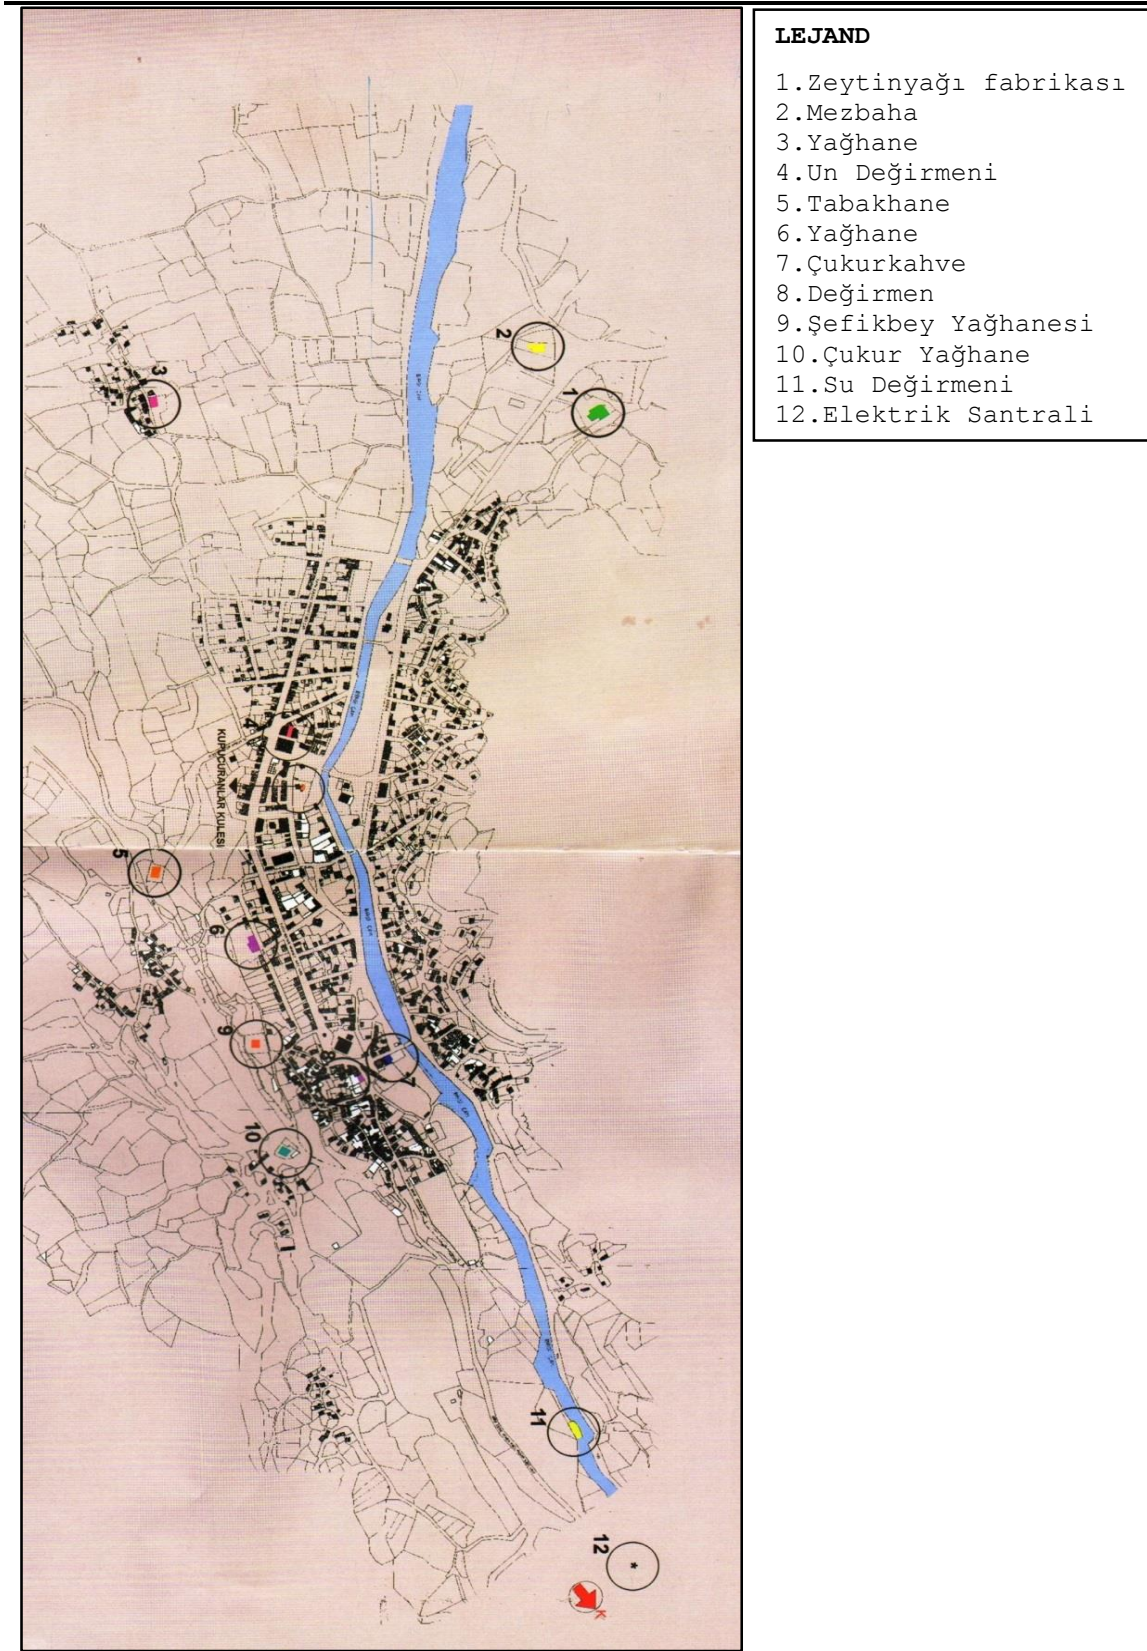 LEJAND
1.Zeytinyağı fabrikası
2.Mezbaha
3.Yağhane
4.Un Değirmeni
5.Tabakhane
6.Yağhane
7.Çukurkahve
8.Değirmen
9.Şefikbey Yağhanesi
10.Çukur Yağhane
11.Su Değirmeni
12.Elektrik Santrali
2
1
3
4
KUPUCURANLAR KULESI
5
6
9
8
7
10
11
12
K